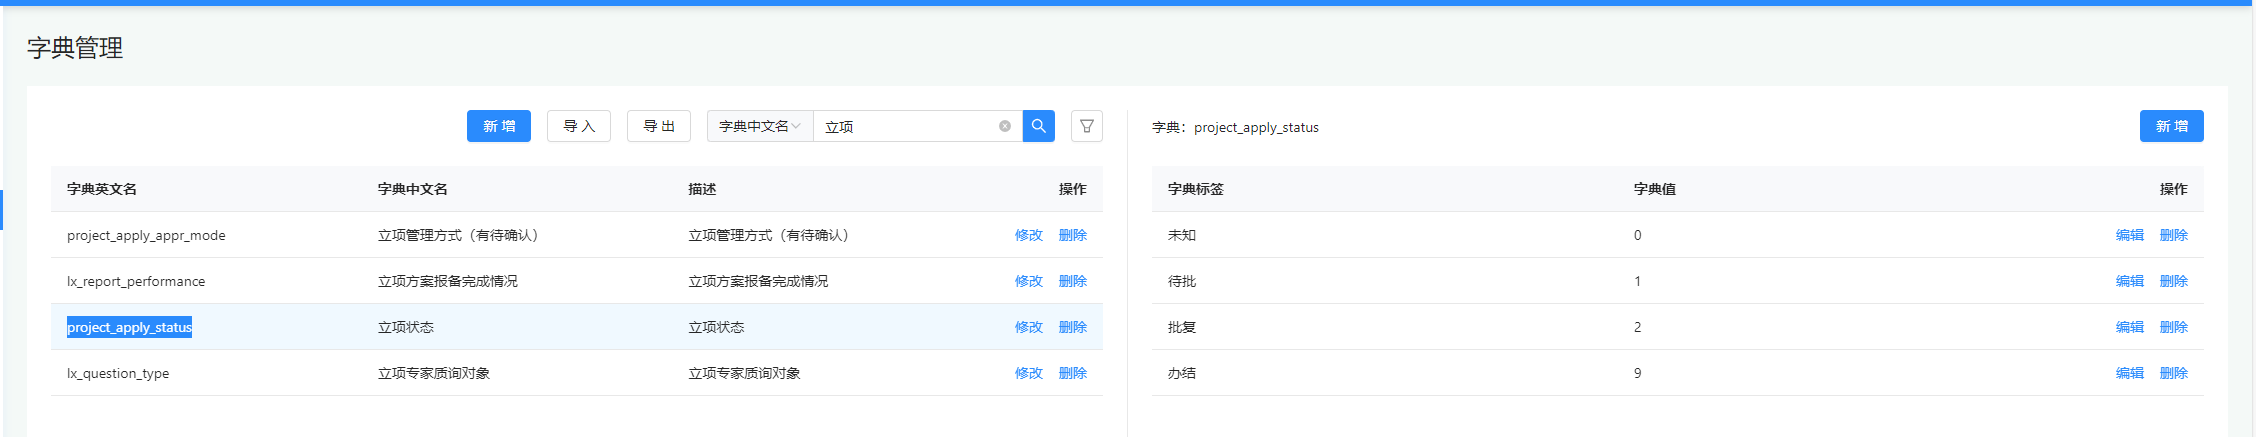 字典管理
新 增 导 入 导 出 字典中文名 立项
字典英文名 字典中文名 描述 操作
project_apply_appr_mode 立项管理方式（有待确认） 立项管理方式（有待确认） 修改 删除
lx_report_performance 立项方案报备完成情况 立项方案报备完成情况 修改 删除
project_apply_status 立项状态 立项状态 修改 删除
lx_question_type 立项专家质询对象 立项专家质询对象 修改 删除
字典：project_apply_status 新 增
字典标签 字典值 操作
未知 0 编辑 删除
待批 1 编辑 删除
批复 2 编辑 删除
办结 9 编辑 删除